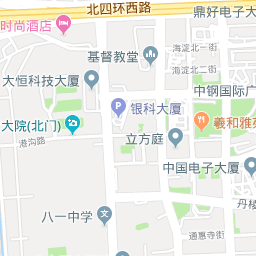 北四环西路
时尚酒店
鼎好电子大
海淀北一街
基督教堂
海淀北二街
大恒科技大厦
中钢国际广
银科大厦
大院(北门)
羲和雅苑
港沟路
立方庭
中国电子大厦
丹棱
八一中学
通惠寺街